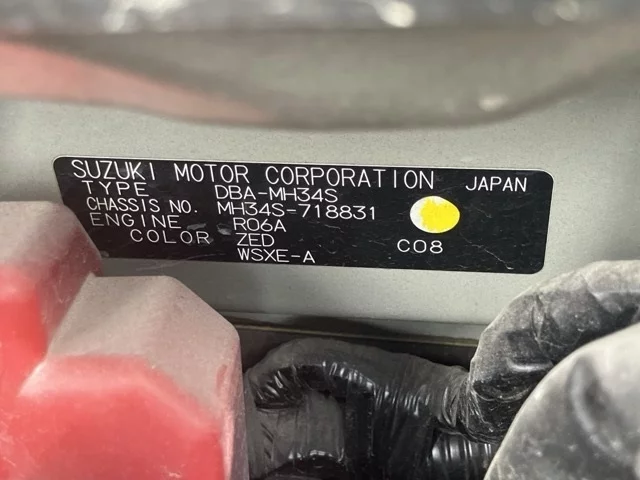 SUZUKI MOTOR CORPORATION JAPAN
TYPE DBA-MH34S
CHASSIS NO. MH34S-718831
ENGINE R06A
COLOR ZED C08
WSXE-A